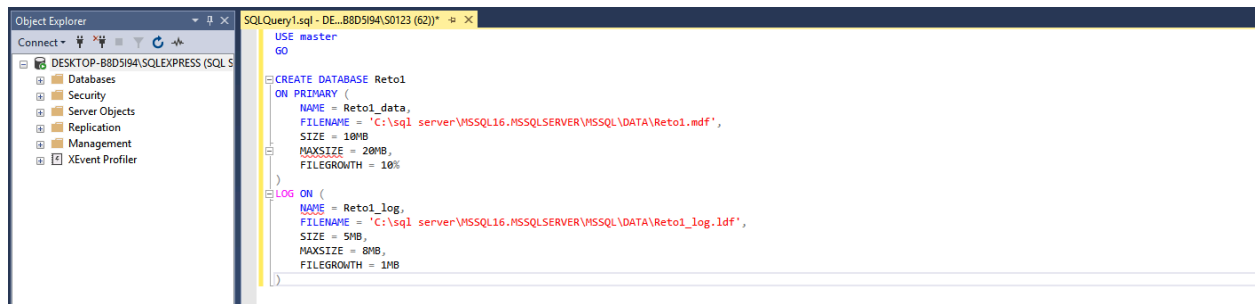 Object Explorer
Connect
DESKTOP-B8D5I94\SQLEXPRESS (SQL S
Databases
Security
Server Objects
Replication
Management
XEvent Profiler
SQLQuery1.sql - DE...B8D5I94\S0123 (62))*
USE master
GO
CREATE DATABASE Reto1
ON PRIMARY (
NAME = Reto1_data,
FILENAME = 'C:\sql server\MSSQL16.MSSQLSERVER\MSSQL\DATA\Reto1.mdf',
SIZE = 10MB
MAXSIZE = 20MB,
FILEGROWTH = 10%
)
LOG ON (
NAME = Reto1_log,
FILENAME = 'C:\sql server\MSSQL16.MSSQLSERVER\MSSQL\DATA\Reto1_log.ldf',
SIZE = 5MB,
MAXSIZE = 8MB,
FILEGROWTH = 1MB
)